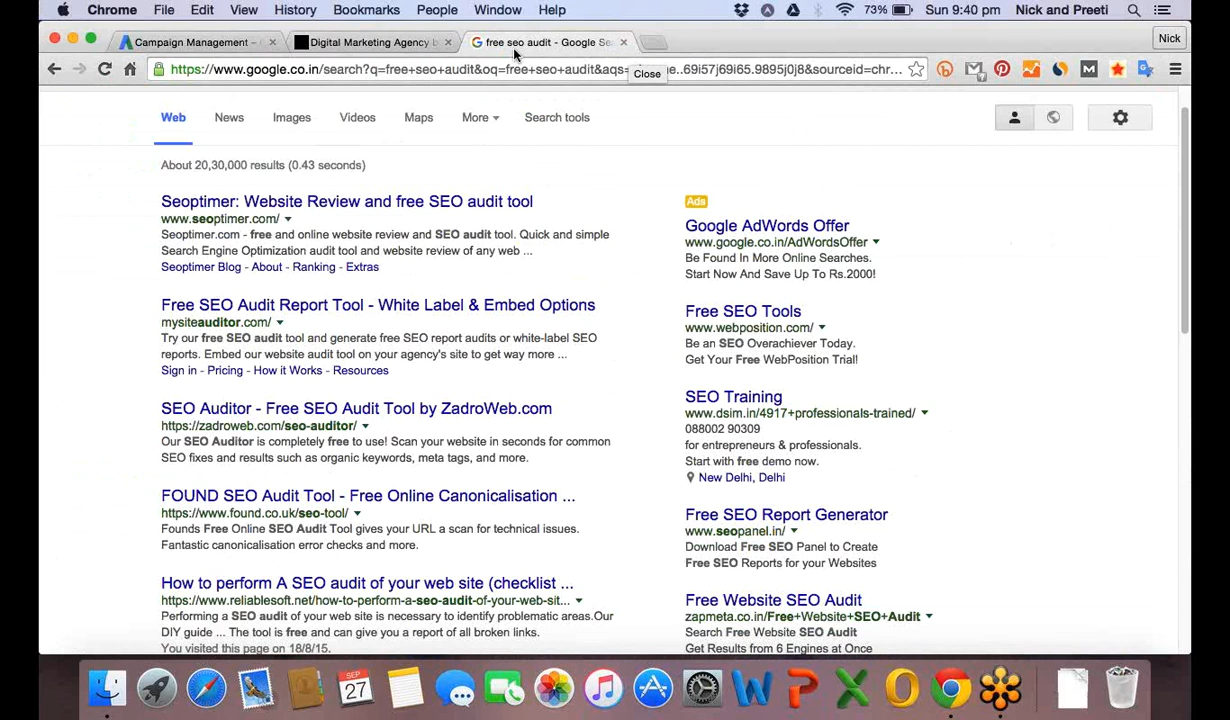 Chrome File Edit View History Bookmarks People Window Help 73% Sun 9:40 pm Nick and Preeti
Campaign Management – Digital Marketing Agency free seo audit - Google Se Nick
https://www.google.co.in/search?q=free+seo+audit&oq=free+seo+audit&aqs= ..69i57j69i65.9895j0j8&sourceid=chr...
Close
Web News Images Videos Maps More Search tools
About 20,30,000 results (0.43 seconds)
Seoptimer: Website Review and free SEO audit tool
www.seoptimer.com/
Seoptimer.com - free and online website review and SEO audit tool. Quick and simple
Search Engine Optimization audit tool and website review of any web ...
Seoptimer Blog - About - Ranking - Extras
Free SEO Audit Report Tool - White Label & Embed Options
mysiteauditor.com/
Try our free SEO audit tool and generate free SEO report audits or white-label SEO
reports. Embed our website audit tool on your agency's site to get way more ...
Sign in - Pricing - How it Works - Resources
SEO Auditor - Free SEO Audit Tool by ZadroWeb.com
https://zadroweb.com/seo-auditor/
Our SEO Auditor is completely free to use! Scan your website in seconds for common
SEO fixes and results such as organic keywords, meta tags, and more.
FOUND SEO Audit Tool - Free Online Canonicalisation ...
https://www.found.co.uk/seo-tool/
Founds Free Online SEO Audit Tool gives your URL a scan for technical issues.
Fantastic canonicalisation error checks and more.
How to perform A SEO audit of your web site (checklist ...
https://www.reliablesoft.net/how-to-perform-a-seo-audit-of-your-web-sit...
Performing a SEO audit of your web site is necessary to identify problematic areas.Our
DIY guide ... The tool is free and can give you a report of all broken links.
You visited this page on 18/8/15.
Ads
Google AdWords Offer
www.google.co.in/AdWordsOffer
Be Found In More Online Searches.
Start Now And Save Up To Rs.2000!
Free SEO Tools
www.webposition.com/
Be an SEO Overachiever Today.
Get Your Free WebPosition Trial!
SEO Training
www.dsim.in/4917+professionals-trained/
088002 90309
for entrepreneurs & professionals.
Start with free demo now.
New Delhi, Delhi
Free SEO Report Generator
www.seopanel.in/
Download Free SEO Panel to Create
Free SEO Reports for your Websites
Free Website SEO Audit
zapmeta.co.in/Free+Website+SEO+Audit
Search Free Website SEO Audit
Get Results from 6 Engines at Once
SEP
27